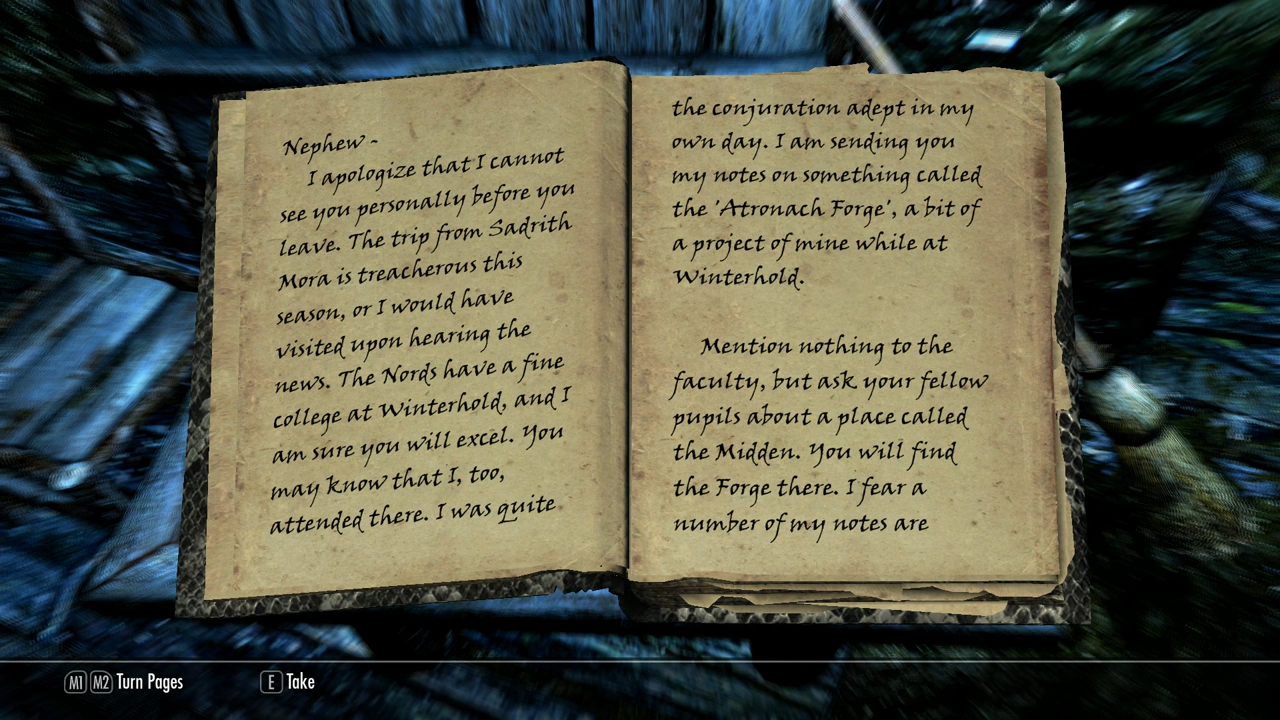 Nephew -
I apologize that I cannot
see you personally before you
leave. The trip from Sadrith
Mora is treacherous this
season, or I would have
visited upon hearing the
news. The Nords have a fine
college at Winterhold, and I
am sure you will excel. You
may know that I, too,
attended there. I was quite
the conjuration adept in my
own day. I am sending you
my notes on something called
the 'Atronach Forge', a bit of
a project of mine while at
Winterhold.
Mention nothing to the
faculty, but ask your fellow
pupils about a place called
the Midden. You will find
the Forge there. I fear a
number of my notes are
M1 M2 Turn Pages
E Take